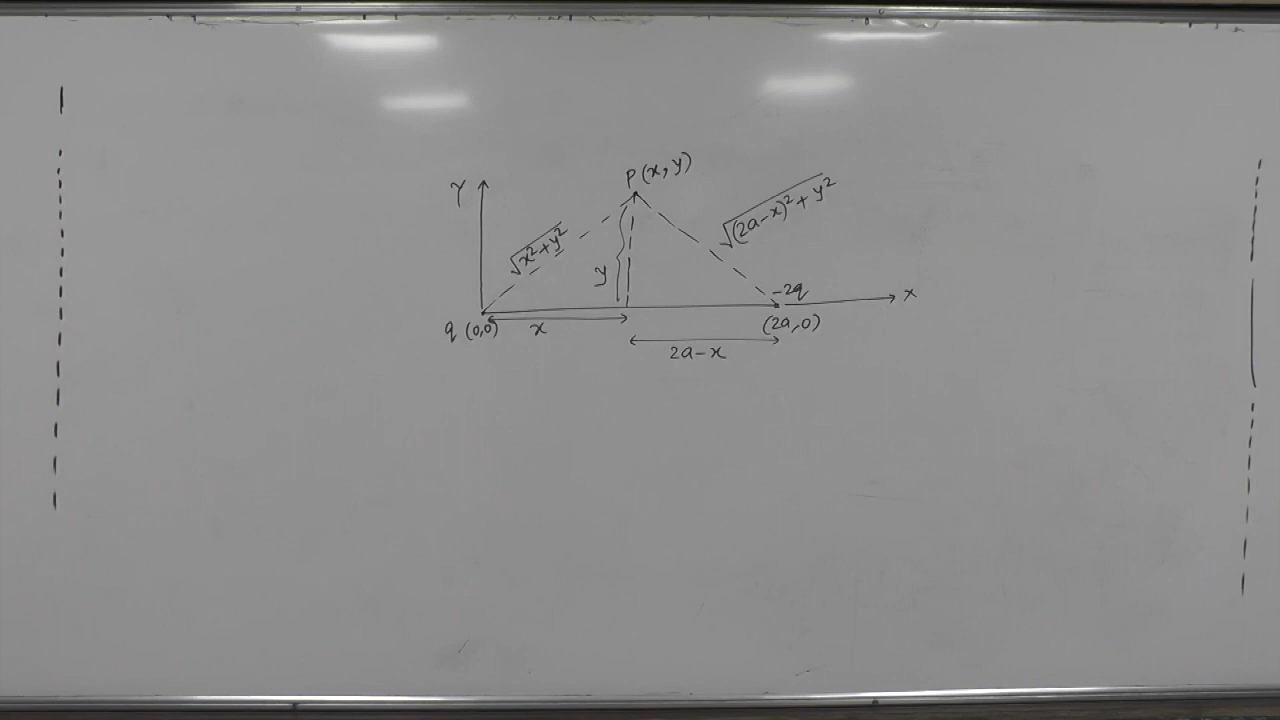 P(x, y)
Y
√(2a-x)²+y²
√x²+y²
y
-2q
x
q (0,0)
x
(2a,0)
2a-x